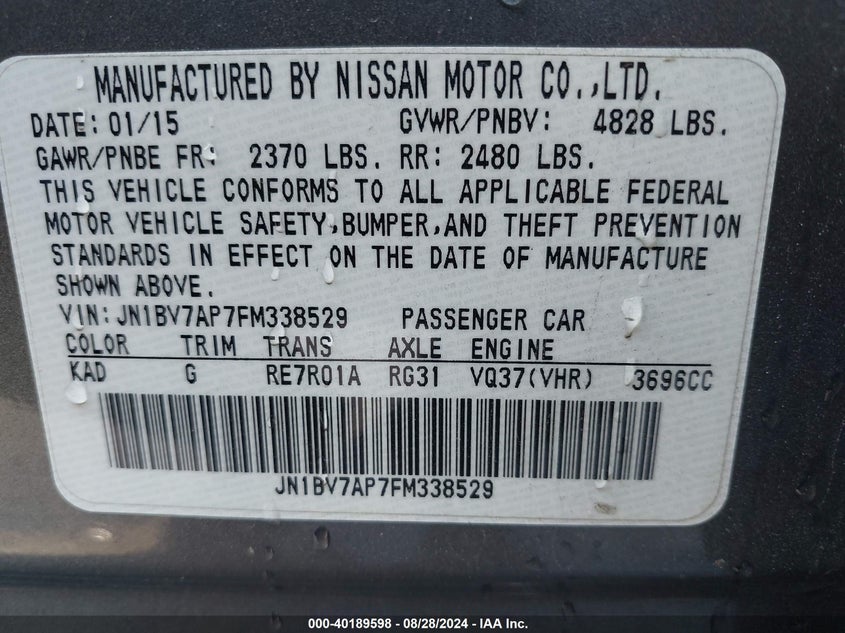 MANUFACTURED BY NISSAN MOTOR CO.,LTD.
DATE: 01/15 GVWR/PNBV: 4828 LBS.
GAWR/PNBE FR: 2370 LBS. RR: 2480 LBS.
THIS VEHICLE CONFORMS TO ALL APPLICABLE FEDERAL
MOTOR VEHICLE SAFETY,BUMPER,AND THEFT PREVENTION
STANDARDS IN EFFECT ON THE DATE OF MANUFACTURE
SHOWN ABOVE.
VIN: JN1BV7AP7FM338529 PASSENGER CAR
COLOR TRIM TRANS AXLE ENGINE
KAD G RE7R01A RG31 VQ37(VHR) 3696CC
JN1BV7AP7FM338529
000-40189598 - 08/28/2024 - IAA Inc.